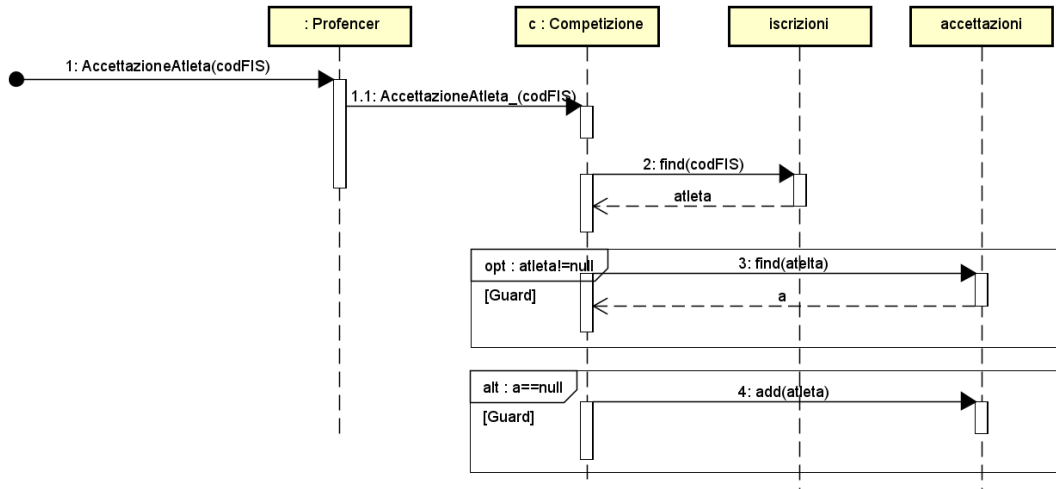 : Profencer
c : Competizione
iscrizioni
accettazioni
1: AccettazioneAtleta(codFIS)
1.1: AccettazioneAtleta_(codFIS)
2: find(codFIS)
atleta
opt : atleta!=null
3: find(atelta)
[Guard]
a
alt : a==null
4: add(atleta)
[Guard]